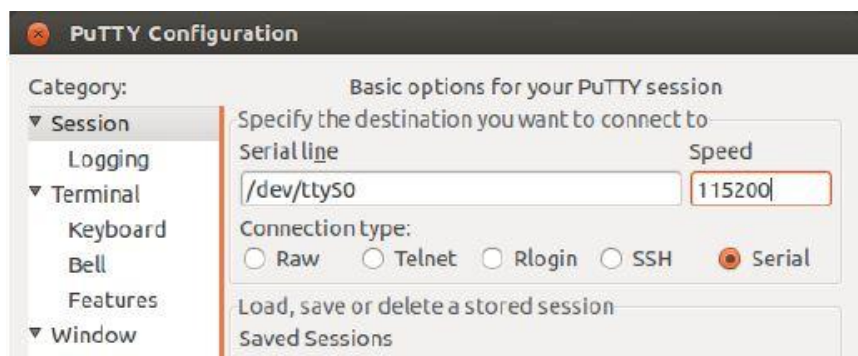 PuTTY Configuration
Category:
Basic options for your PuTTY session
Session
Logging
Terminal
Keyboard
Bell
Features
Window
Specify the destination you want to connect to
Serial line
Speed
/dev/ttyS0
115200
Connection type:
Raw
Telnet
Rlogin
SSH
Serial
Load, save or delete a stored session
Saved Sessions